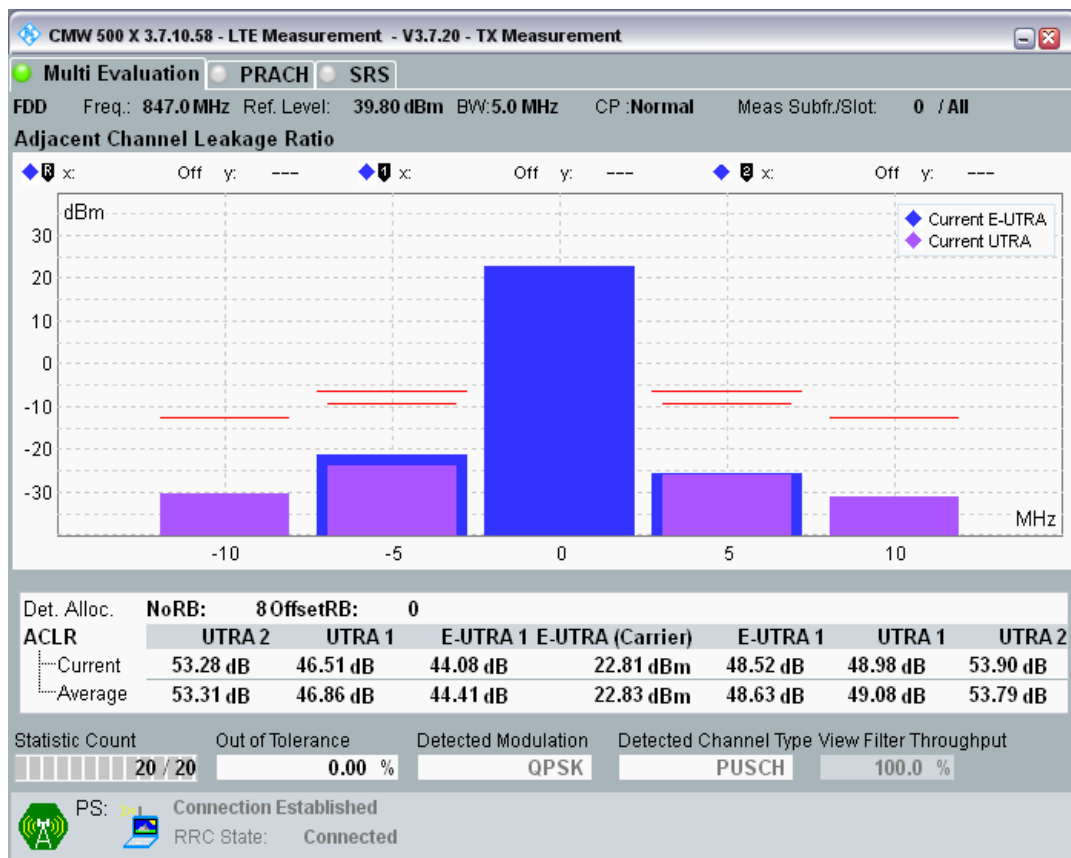 CMW 500 X 3.7.10.58 - LTE Measurement - V3.7.20 - TX Measurement
Multi Evaluation PRACH SRS
FDD Freq.: 847.0 MHz Ref. Level: 39.80 dBm BW:5.0 MHz CP :Normal Meas Subfr./Slot: 0 / All
Adjacent Channel Leakage Ratio
R x: Off y: --- 1 x: Off y: --- 2 x: Off y: ---
dBm
Current E-UTRA
Current UTRA
30
20
10
0
-10
-20
-30
MHz
-10 -5 0 5 10
Det. Alloc. NoRB: 8 OffsetRB: 0
ACLR UTRA 2 UTRA 1 E-UTRA 1 E-UTRA (Carrier) E-UTRA 1 UTRA 1 UTRA 2
Current 53.28 dB 46.51 dB 44.08 dB 22.81 dBm 48.52 dB 48.98 dB 53.90 dB
Average 53.31 dB 46.86 dB 44.41 dB 22.83 dBm 48.63 dB 49.08 dB 53.79 dB
Statistic Count Out of Tolerance Detected Modulation Detected Channel Type View Filter Throughput
20 / 20 0.00 % QPSK PUSCH 100.0 %
PS: Connection Established
RRC State: Connected